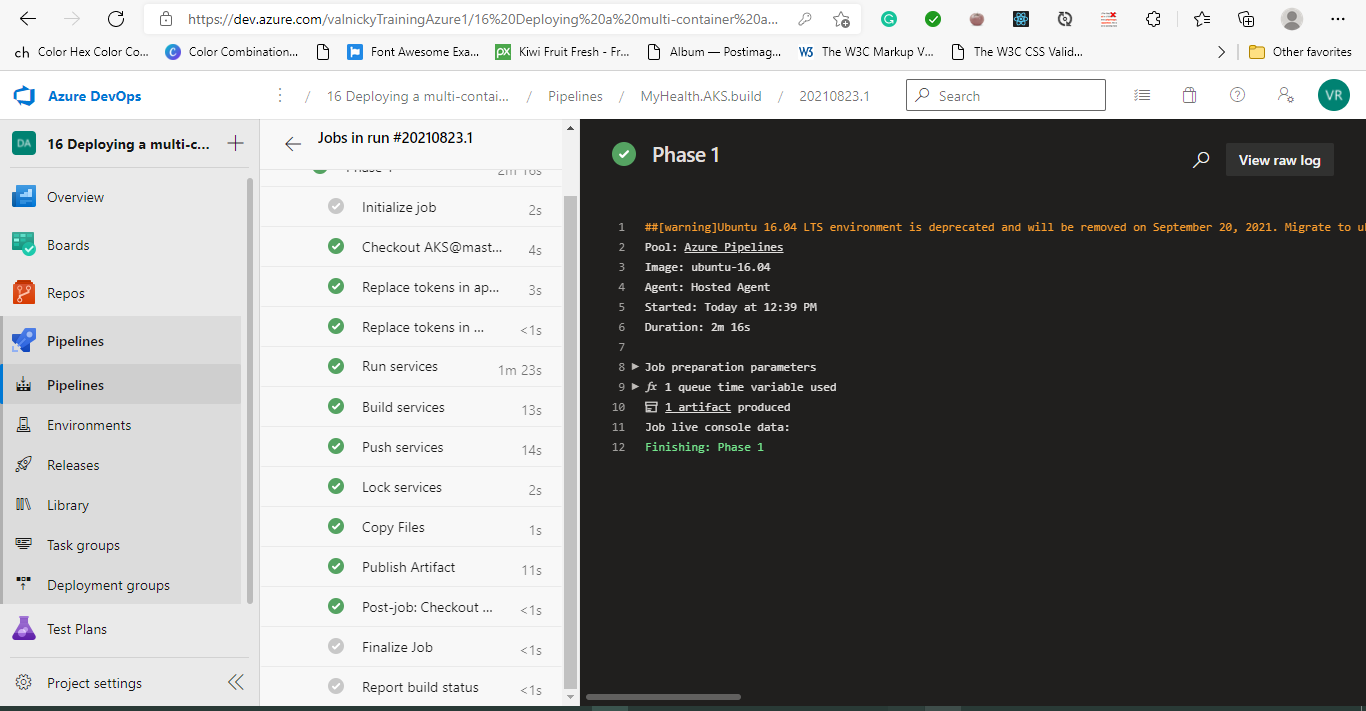 https://dev.azure.com/valnickyTrainingAzure1/16%20Deploying%20a%20multi-container%20a...
ch Color Hex Color Co...
C Color Combination...
Font Awesome Exa...
px Kiwi Fruit Fresh - Fr...
Album — Postimag...
W3 The W3C Markup V...
The W3C CSS Valid...
Other favorites
Azure DevOps
/ 16 Deploying a multi-contai... / Pipelines / MyHealth.AKS.build / 20210823.1
Search
VR
DA 16 Deploying a multi-c...
Overview
Boards
Repos
Pipelines
Pipelines
Environments
Releases
Library
Task groups
Deployment groups
Test Plans
Project settings
Jobs in run #20210823.1
Phase 1 2m 16s
Initialize job 2s
Checkout AKS@mast... 4s
Replace tokens in ap... 3s
Replace tokens in ... <1s
Run services 1m 23s
Build services 13s
Push services 14s
Lock services 2s
Copy Files 1s
Publish Artifact 11s
Post-job: Checkout ... <1s
Finalize Job <1s
Report build status <1s
Phase 1
View raw log
1 ##[warning]Ubuntu 16.04 LTS environment is deprecated and will be removed on September 20, 2021. Migrate to u
2 Pool: Azure Pipelines
3 Image: ubuntu-16.04
4 Agent: Hosted Agent
5 Started: Today at 12:39 PM
6 Duration: 2m 16s
7
8 Job preparation parameters
9 fx 1 queue time variable used
10 1 artifact produced
11 Job live console data:
12 Finishing: Phase 1